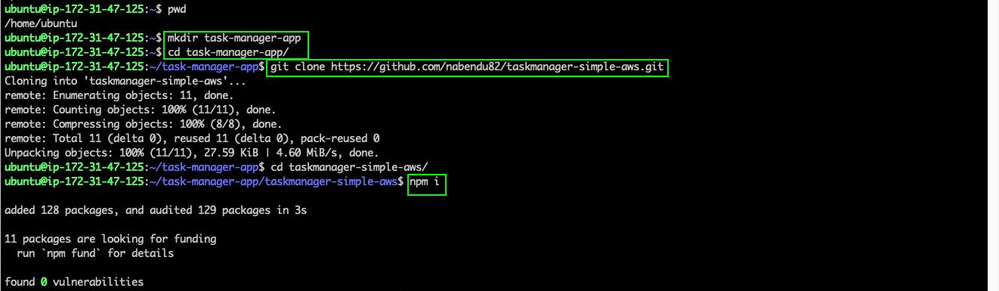 ubuntu@ip-172-31-47-125:~$ pwd
/home/ubuntu
ubuntu@ip-172-31-47-125:~$ mkdir task-manager-app
ubuntu@ip-172-31-47-125:~$ cd task-manager-app/
ubuntu@ip-172-31-47-125:~/task-manager-app$ git clone https://github.com/nabendu82/taskmanager-simple-aws.git
Cloning into 'taskmanager-simple-aws'...
remote: Enumerating objects: 11, done.
remote: Counting objects: 100% (11/11), done.
remote: Compressing objects: 100% (8/8), done.
remote: Total 11 (delta 0), reused 11 (delta 0), pack-reused 0
Unpacking objects: 100% (11/11), 27.59 KiB | 4.60 MiB/s, done.
ubuntu@ip-172-31-47-125:~/task-manager-app$ cd taskmanager-simple-aws/
ubuntu@ip-172-31-47-125:~/task-manager-app/taskmanager-simple-aws$ npm i
added 128 packages, and audited 129 packages in 3s
11 packages are looking for funding
  run `npm fund` for details
found 0 vulnerabilities